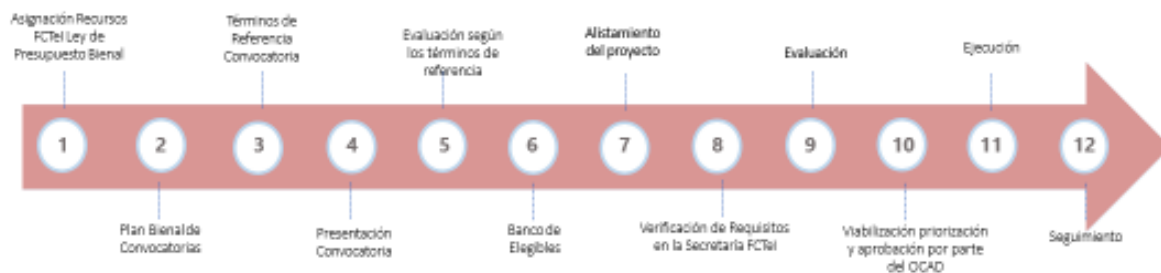 Asignación Recursos
FCTeI Ley de
Presupuesto Bienal
Términos de
Referencia
Convocatoria
Evaluación según
los términos de
referencia
Alistamiento
del proyecto
Evaluación
Ejecución
1
2
3
4
5
6
7
8
9
10
11
12
Plan Bienal de
Convocatorias
Presentación
Convocatoria
Banco de
Elegibles
Verificación de Requisitos
en la Secretaría FCTeI
Viabilización priorización
y aprobación por parte
del OCAD
Seguimiento